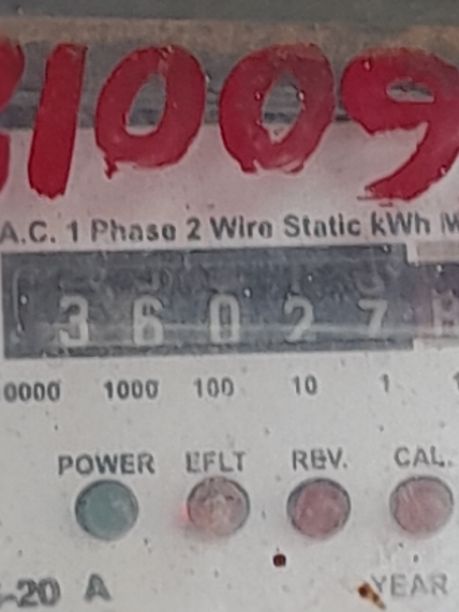 1009
A.C. 1 Phase 2 Wire Static kWh M
36027
0000 1000 100 10 1
POWER EFLT REV. CAL.
-20 A YEAR